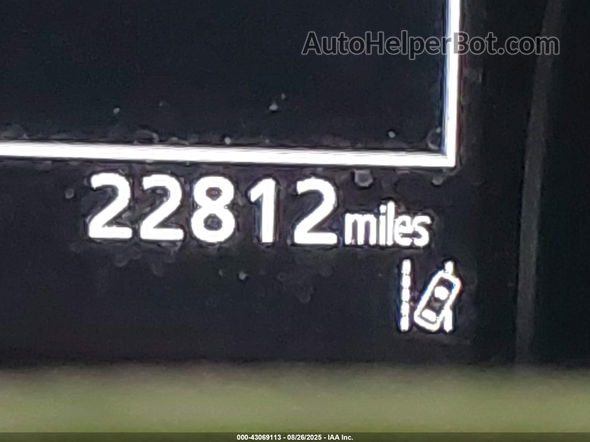 AutoHelperBot.com
22812 miles
000-43069113 - 08/26/2025 - IAA Inc.